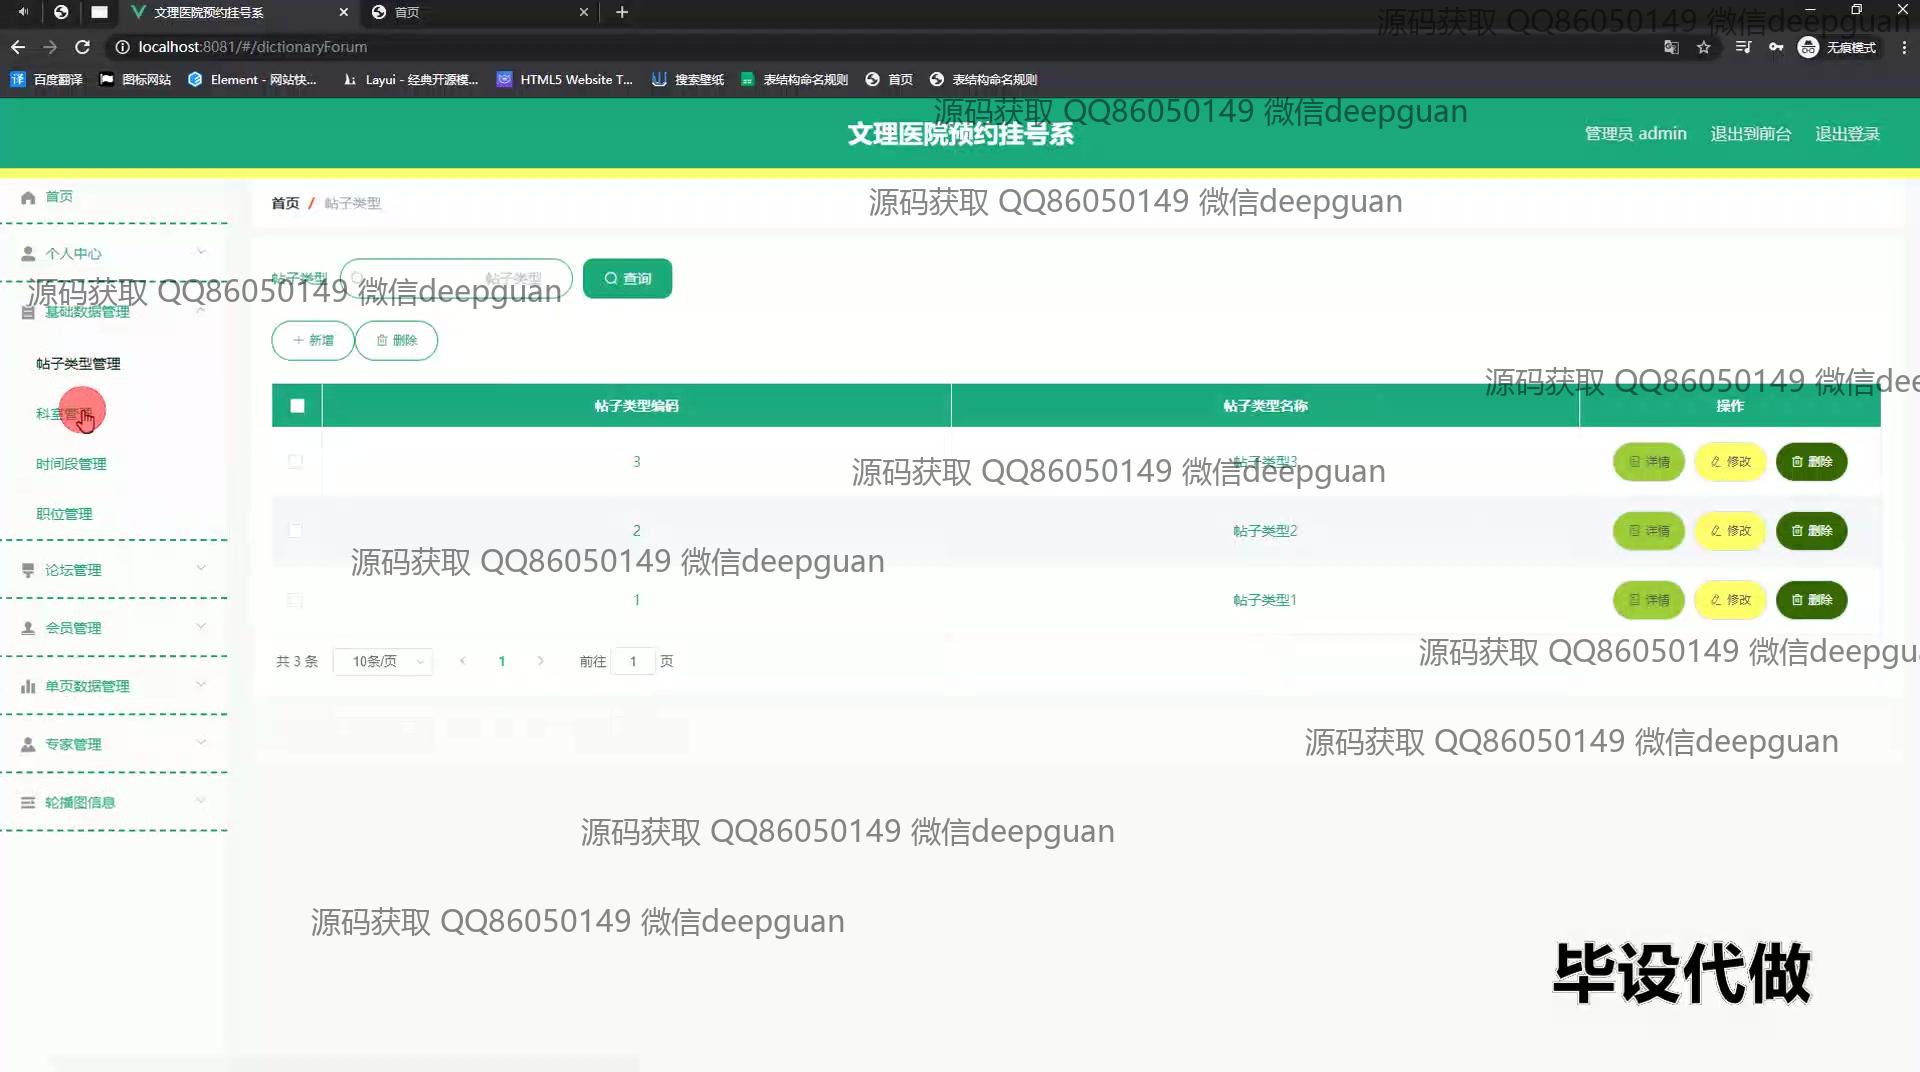 文理医院预约挂号系
首页
源码获取 QQ86050149 微信deepguan
localhost:8081/#/dictionaryForum
无痕模式
百度翻译
图标网站
Element - 网站快...
Layui - 经典开源模...
HTML5 Website T...
搜索壁纸
表结构命名规则
首页
表结构命名规则
源码获取 QQ86050149 微信deepguan
文理医院预约挂号系
管理员 admin
退出到前台
退出登录
首页
首页 / 帖子类型
源码获取 QQ86050149 微信deepguan
个人中心
帖子类型
帖子类型
查询
源码获取 QQ86050149 微信deepguan
基础数据管理
新增
删除
帖子类型管理
源码获取 QQ86050149 微信dee
帖子类型编码
帖子类型名称
操作
科室管理
3
帖子类型3
详情
修改
删除
源码获取 QQ86050149 微信deepguan
时间段管理
职位管理
2
帖子类型2
详情
修改
删除
源码获取 QQ86050149 微信deepguan
论坛管理
1
帖子类型1
详情
修改
删除
会员管理
共 3 条
10条/页
1
前往 1 页
源码获取 QQ86050149 微信deepgu
单页数据管理
专家管理
源码获取 QQ86050149 微信deepguan
轮播图信息
源码获取 QQ86050149 微信deepguan
源码获取 QQ86050149 微信deepguan
毕设代做